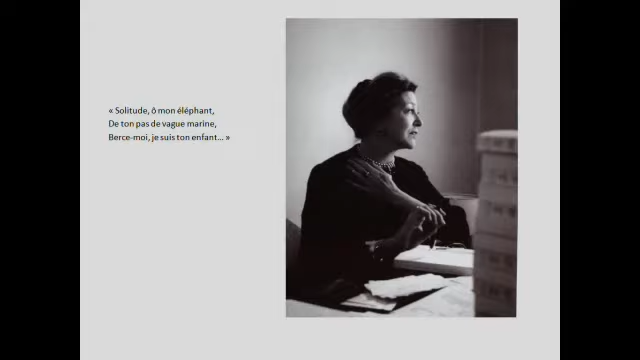 « Solitude, ô mon éléphant,
De ton pas de vague marine,
Berce-moi, je suis ton enfant... »